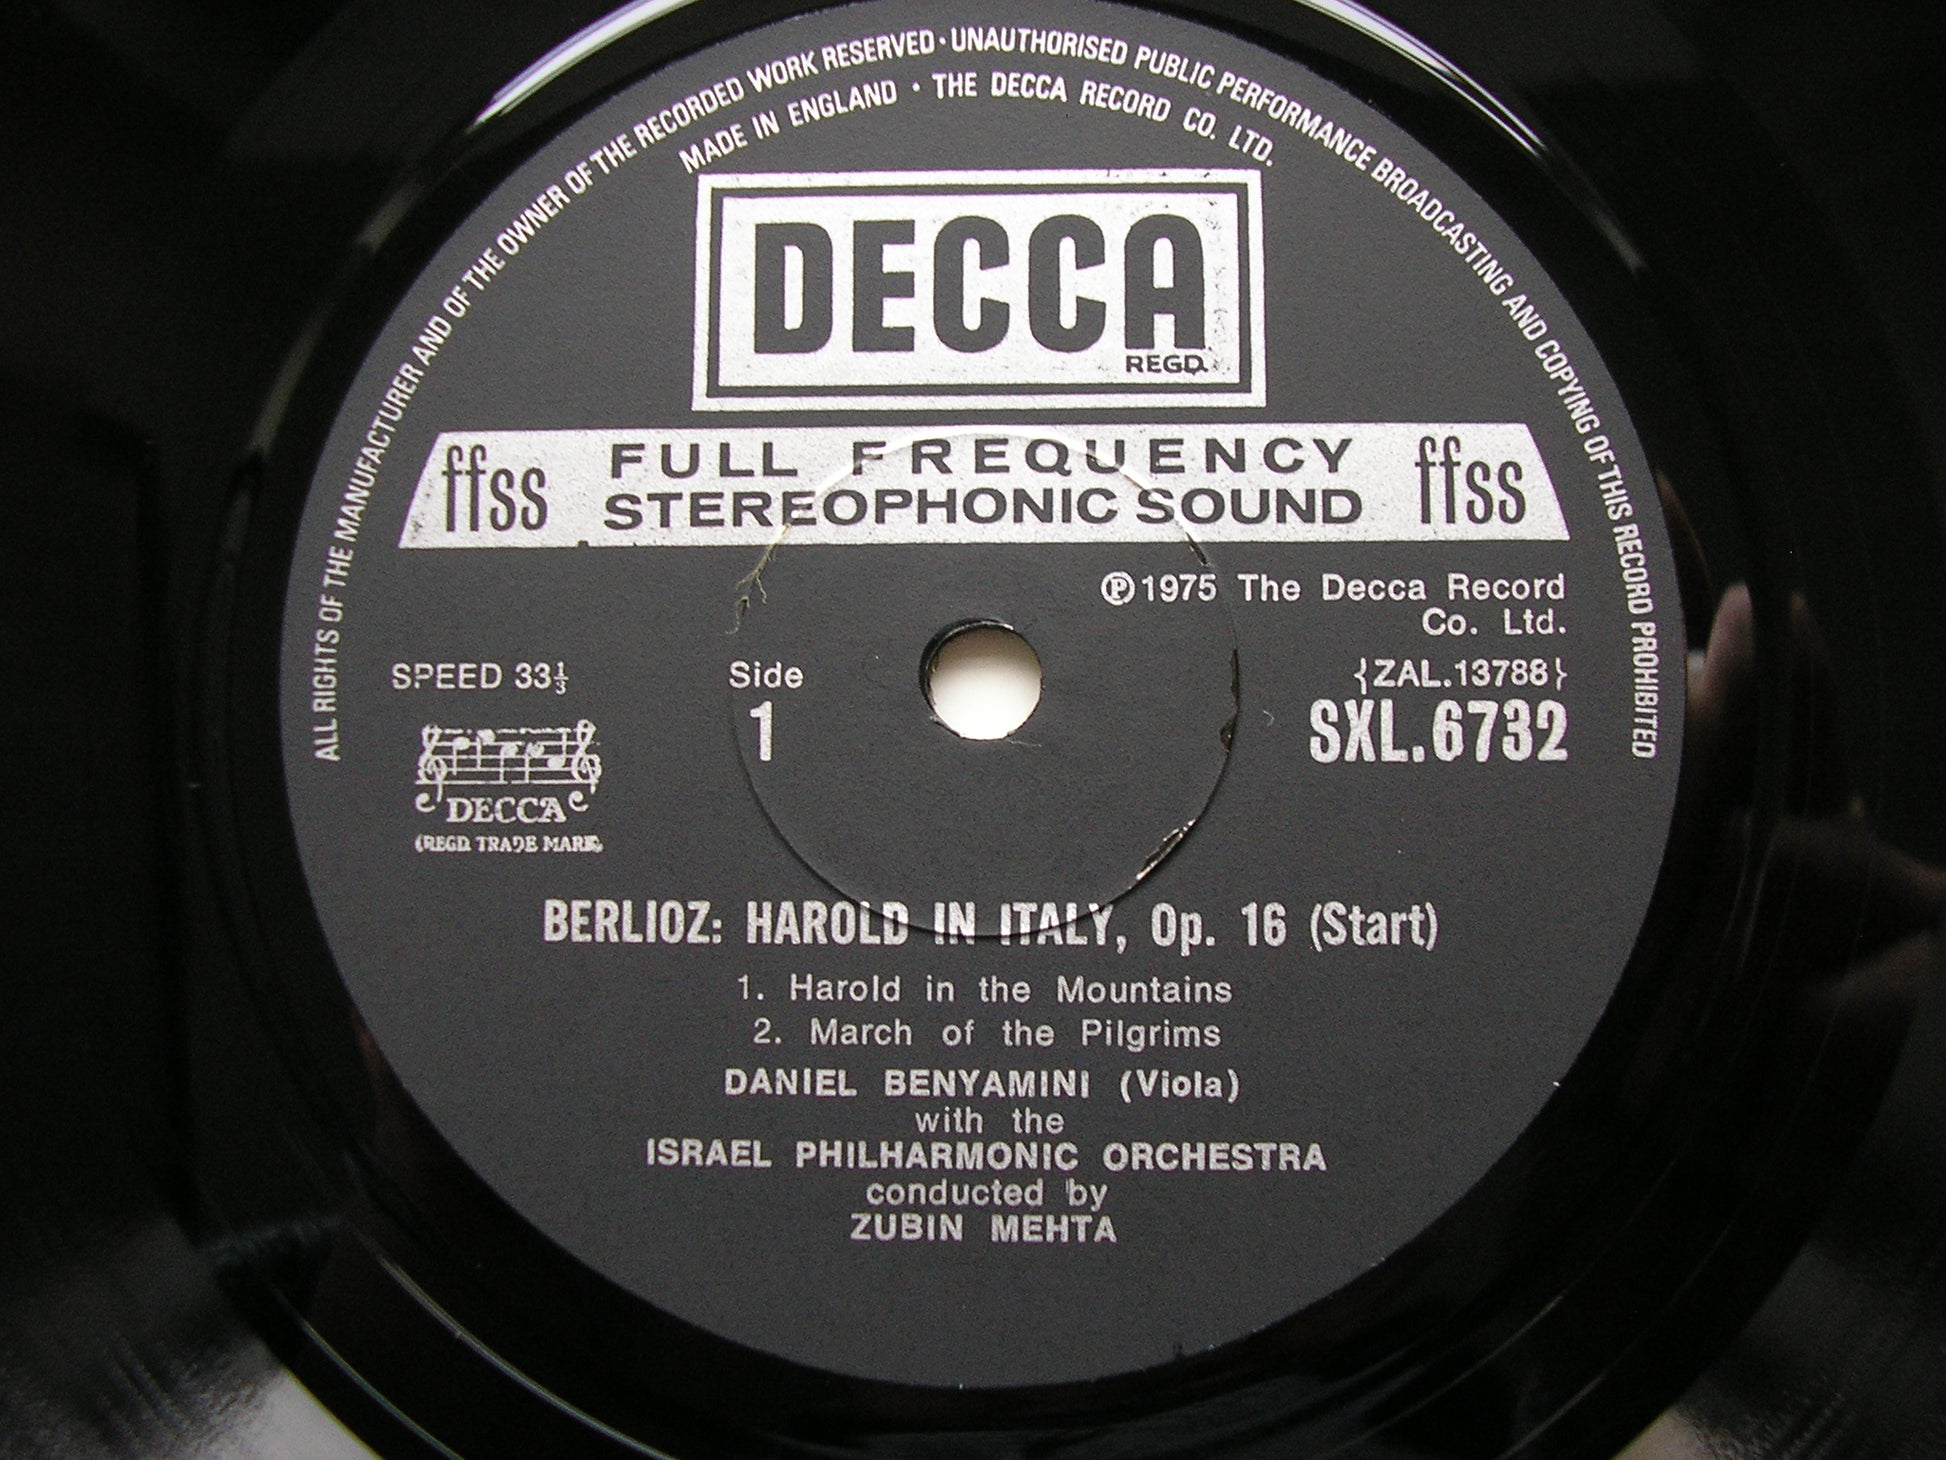 ALL RIGHTS OF THE MANUFACTURER AND OF THE OWNER OF THE RECORDED WORK RESERVED · UNAUTHORISED PUBLIC PERFORMANCE BROADCASTING AND COPYING OF THIS RECORD PROHIBITED
MADE IN ENGLAND · THE DECCA RECORD CO. LTD.
DECCA
REGD.
ffss FULL FREQUENCY ffss
STEREOPHONIC SOUND
℗1975 The Decca Record
Co. Ltd.
SPEED 33⅓ Side {ZAL.13788}
1 SXL.6732
DECCA
(REGD. TRADE MARK)
BERLIOZ: HAROLD IN ITALY, Op. 16 (Start)
1. Harold in the Mountains
2. March of the Pilgrims
DANIEL BENYAMINI (Viola)
with the
ISRAEL PHILHARMONIC ORCHESTRA
conducted by
ZUBIN MEHTA